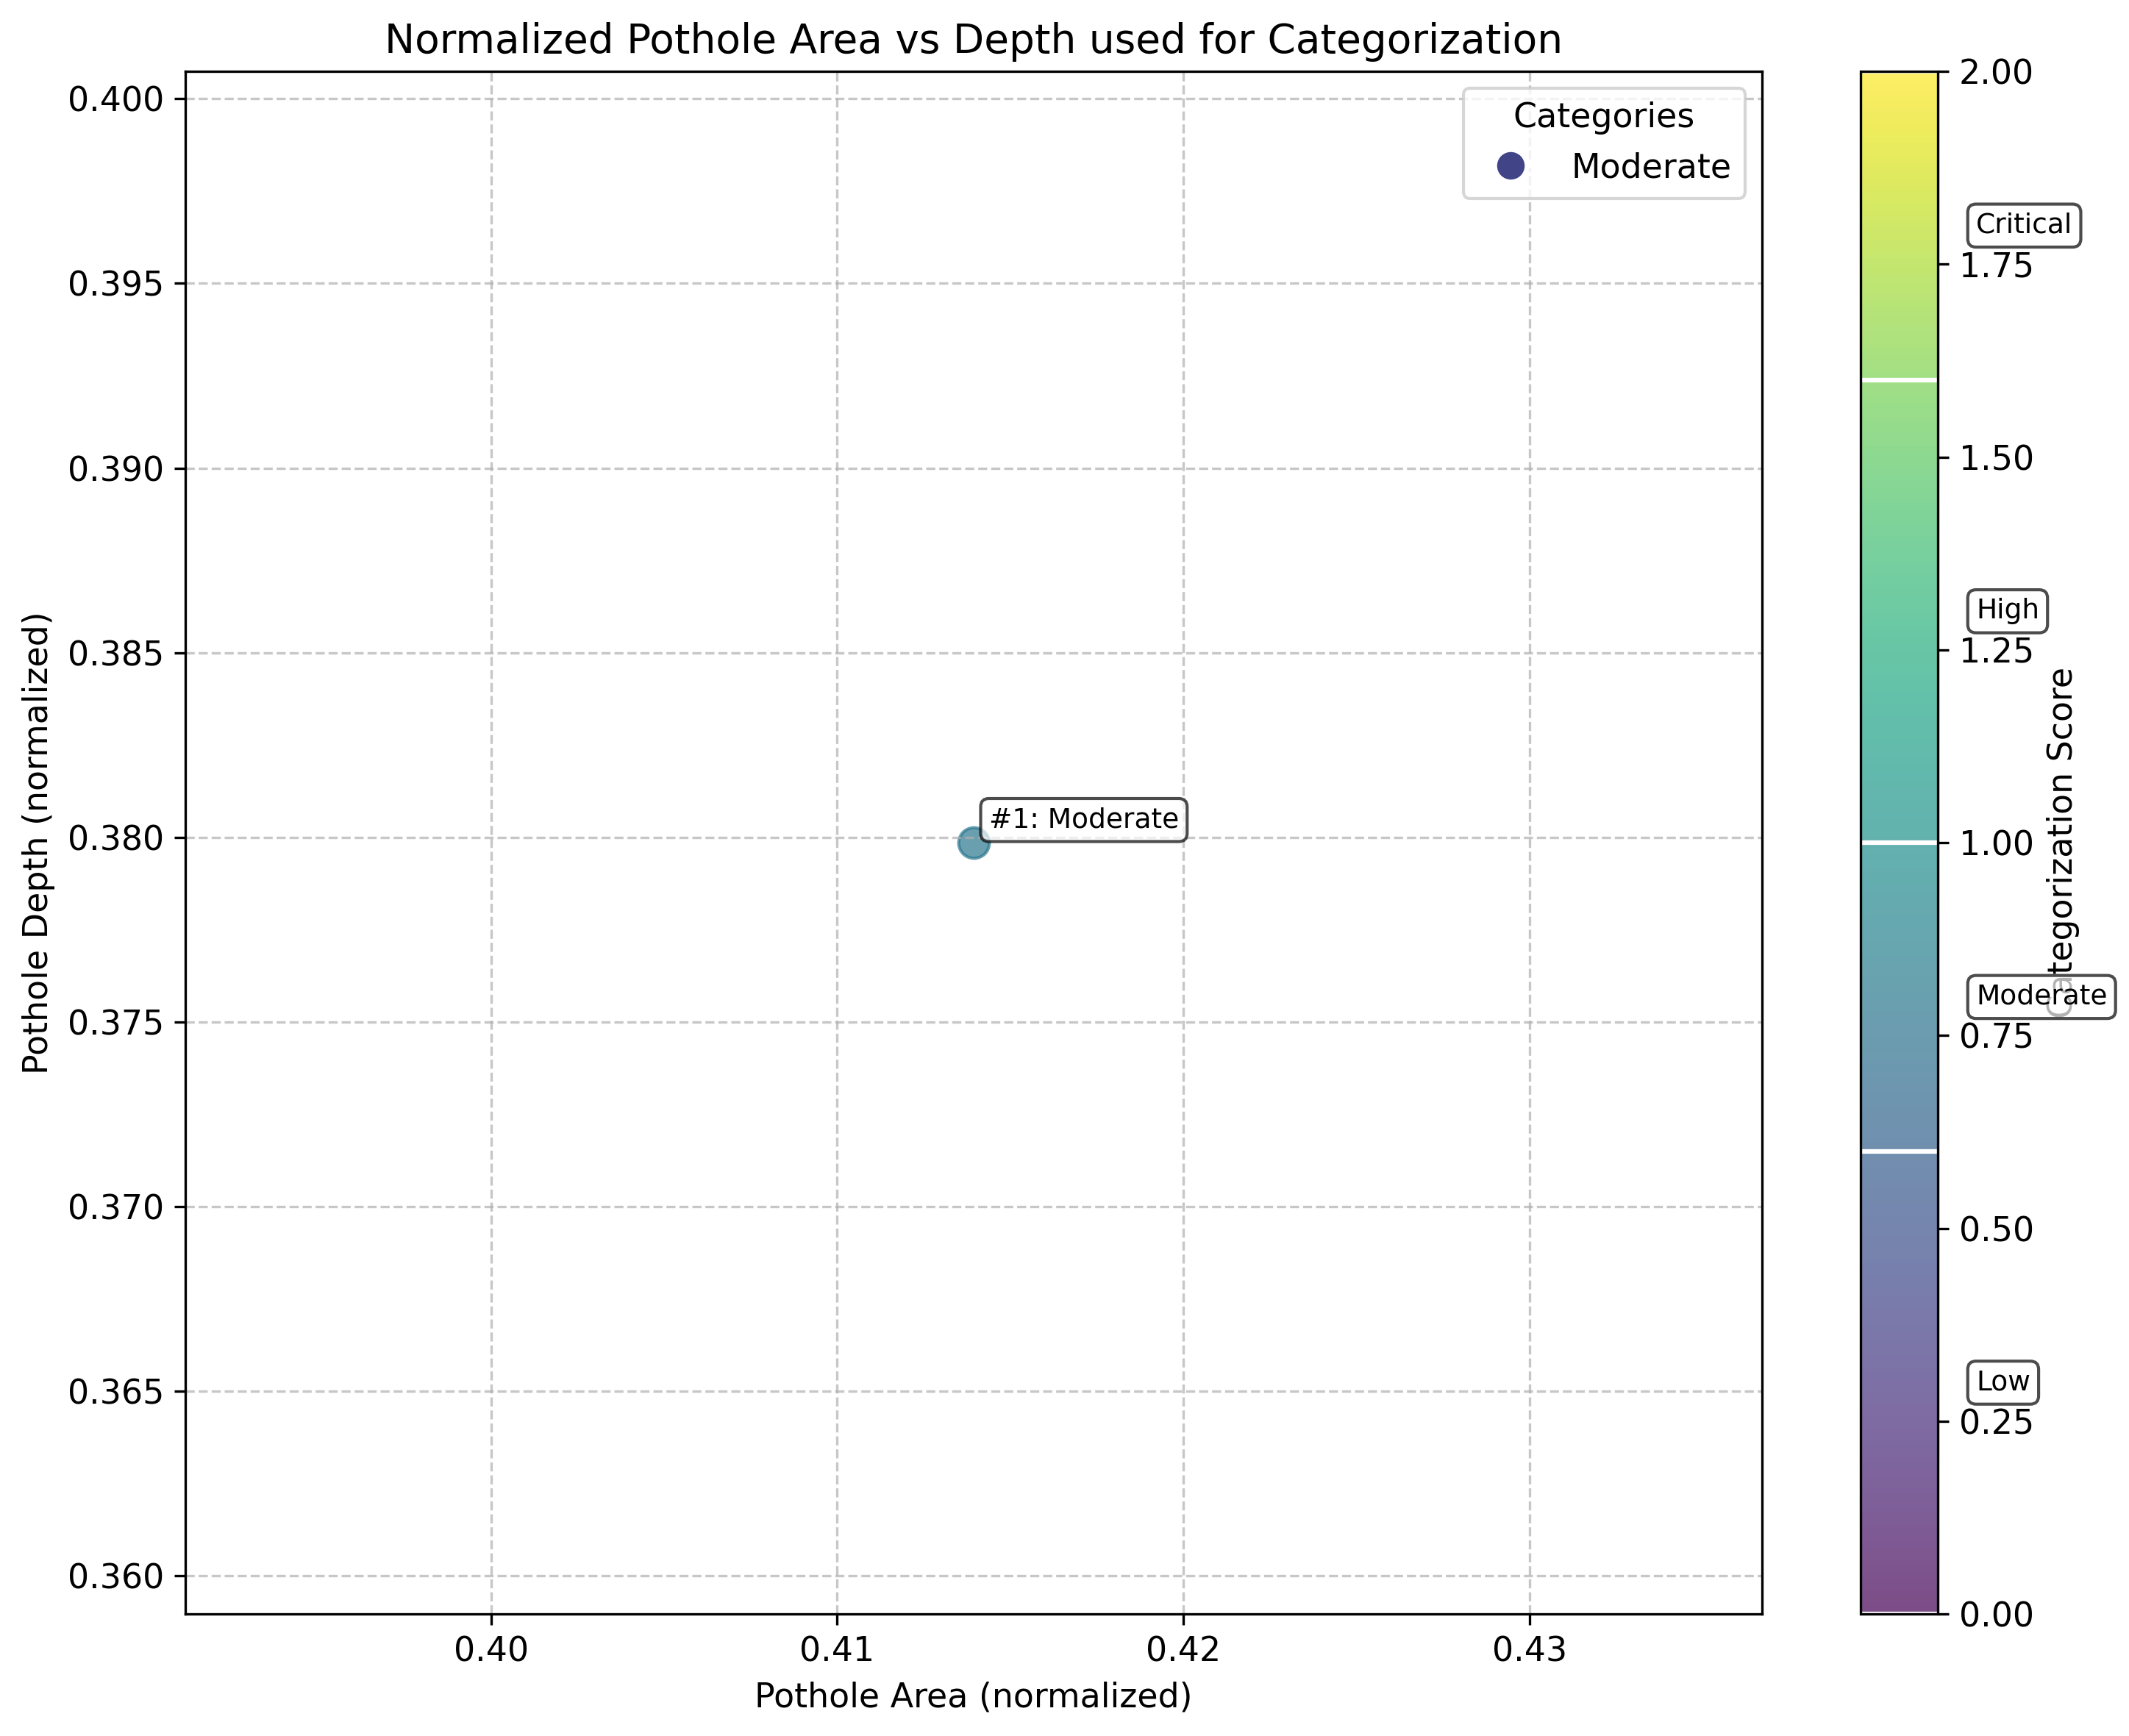 Normalized Pothole Area vs Depth used for Categorization
0.400
0.395
0.390
0.385
0.380
0.375
0.370
0.365
0.360
Pothole Depth (normalized)
0.40
0.41
0.42
0.43
Pothole Area (normalized)
Categories
Moderate
#1: Moderate
2.00
Critical
1.75
1.50
High
1.25
1.00
Moderate
0.75
0.50
Low
0.25
0.00
Categorization Score